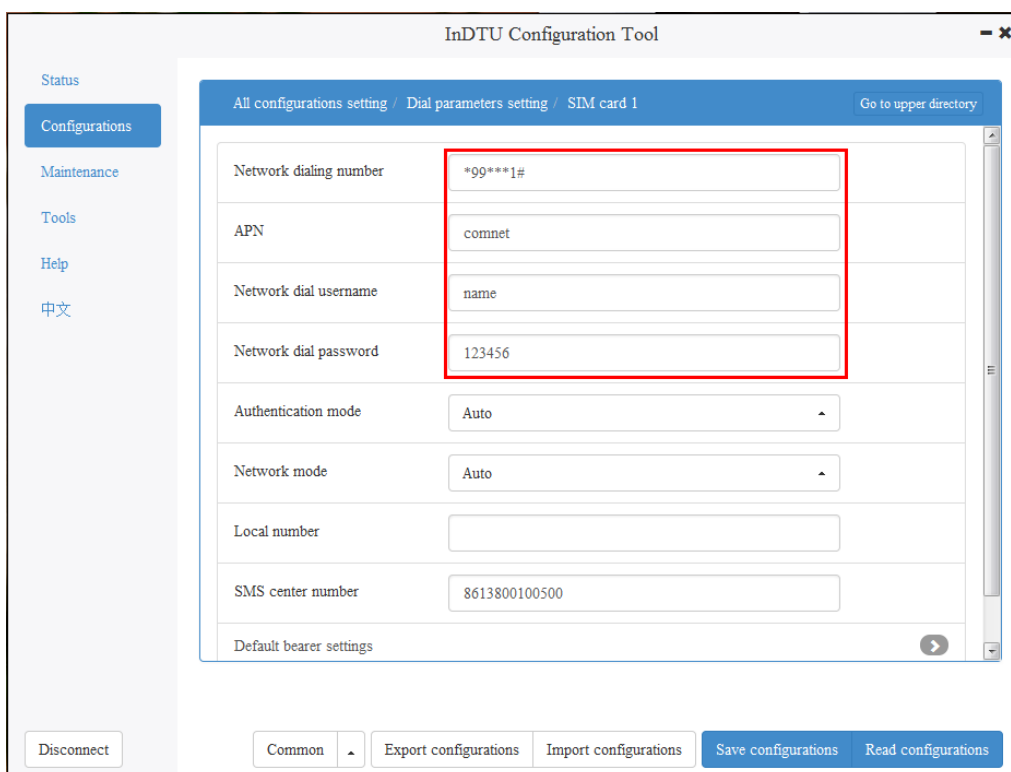 InDTU Configuration Tool
Status
Configurations
Maintenance
Tools
Help
中文
All configurations setting / Dial parameters setting / SIM card 1
Go to upper directory
Network dialing number *99***1#
APN comnet
Network dial username name
Network dial password 123456
Authentication mode Auto
Network mode Auto
Local number
SMS center number 8613800100500
Default bearer settings
Disconnect
Common
Export configurations
Import configurations
Save configurations
Read configurations